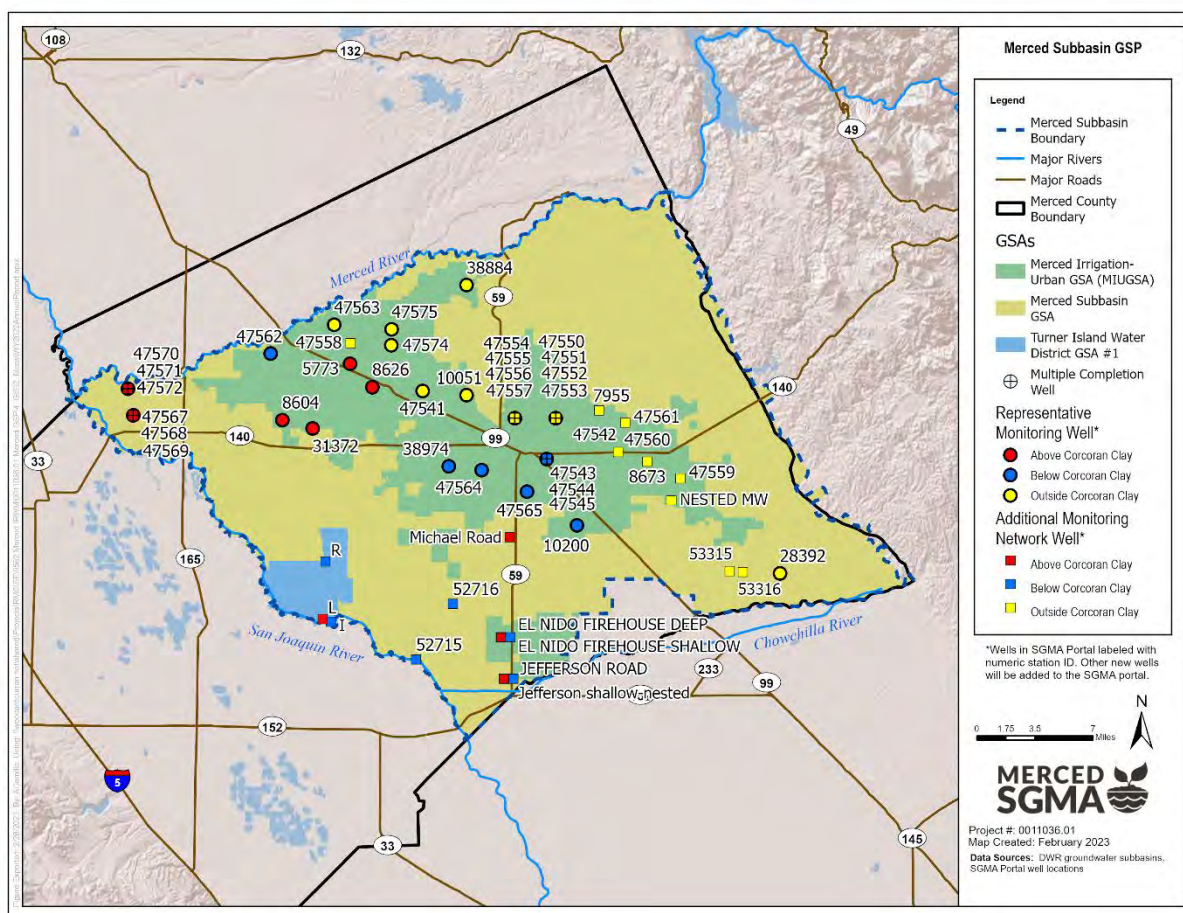 Merced Subbasin GSP
Legend
Merced Subbasin
Boundary
Major Rivers
Major Roads
Merced County
Boundary
GSAs
Merced Irrigation-
Urban GSA (MIUGSA)
Merced Subbasin
GSA
Turner Island Water
District GSA #1
Multiple Completion
Well
Representative
Monitoring Well*
Above Corcoran Clay
Below Corcoran Clay
Outside Corcoran Clay
Additional Monitoring
Network Well*
Above Corcoran Clay
Below Corcoran Clay
Outside Corcoran Clay
*Wells in SGMA Portal labeled with
numeric station ID. Other new wells
will be added to the SGMA portal.
N
0 1.75 3.5 7
Miles
MERCED
SGMA
Project #: 0011036.01
Map Created: February 2023
Data Sources: DWR groundwater subbasins,
SGMA Portal well locations
108
132
49
Merced River
38884
59
47563
47575
47562
47558
47574
5773
8626
47554
47555
47556
47557
47550
47551
47552
47553
47570
47571
47572
10051
7955
140
8604
47541
47561
47567
47568
47569
140
31372
38974
99
47542
47560
33
47564
47565
47543
47544
47545
8673
47559
NESTED MW
10200
Michael Road
165
R
59
53315
28392
53316
52716
L
I
EL NIDO FIREHOUSE DEEP
EL NIDO FIREHOUSE SHALLOW
San Joaquin River
Chowchilla River
52715
JEFFERSON ROAD
Jefferson shallow nested
233
99
152
5
33
145